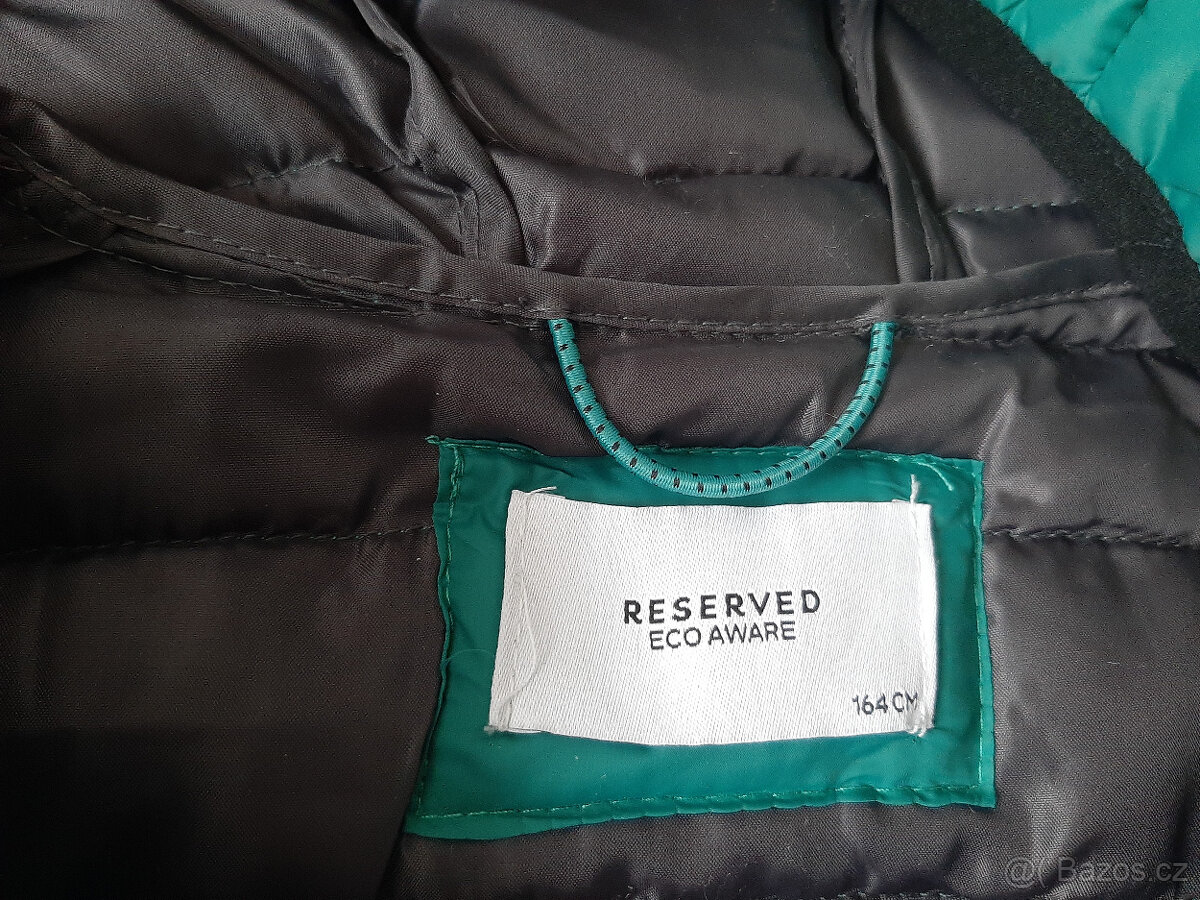 RESERVED
ECO AWARE
164 CM
@( Bazos.cz